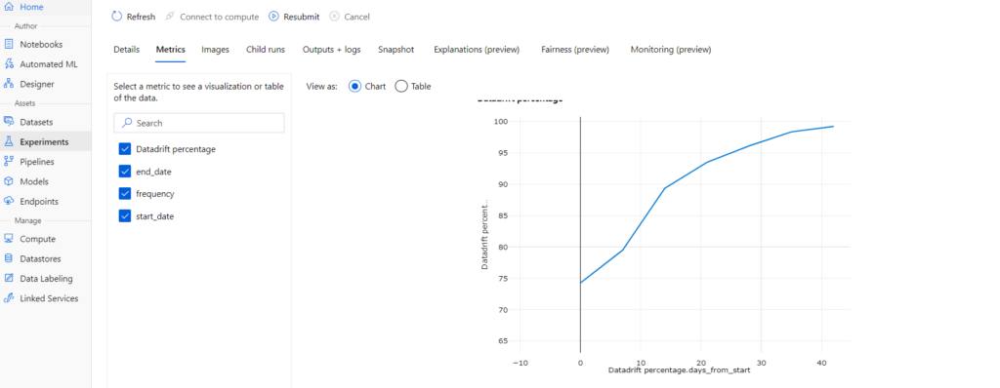 Home
Author
Notebooks
Automated ML
Designer
Assets
Datasets
Experiments
Pipelines
Models
Endpoints
Manage
Compute
Datastores
Data Labeling
Linked Services
Refresh Connect to compute Resubmit Cancel
Details Metrics Images Child runs Outputs + logs Snapshot Explanations (preview) Fairness (preview) Monitoring (preview)
Select a metric to see a visualization or table
of the data.
Search
Datadrift percentage
end_date
frequency
start_date
View as: Chart Table
Datadrift percentage
100
95
90
85
80
75
70
65
Datadrift percent...
−10 0 10 20 30 40
Datadrift percentage.days_from_start